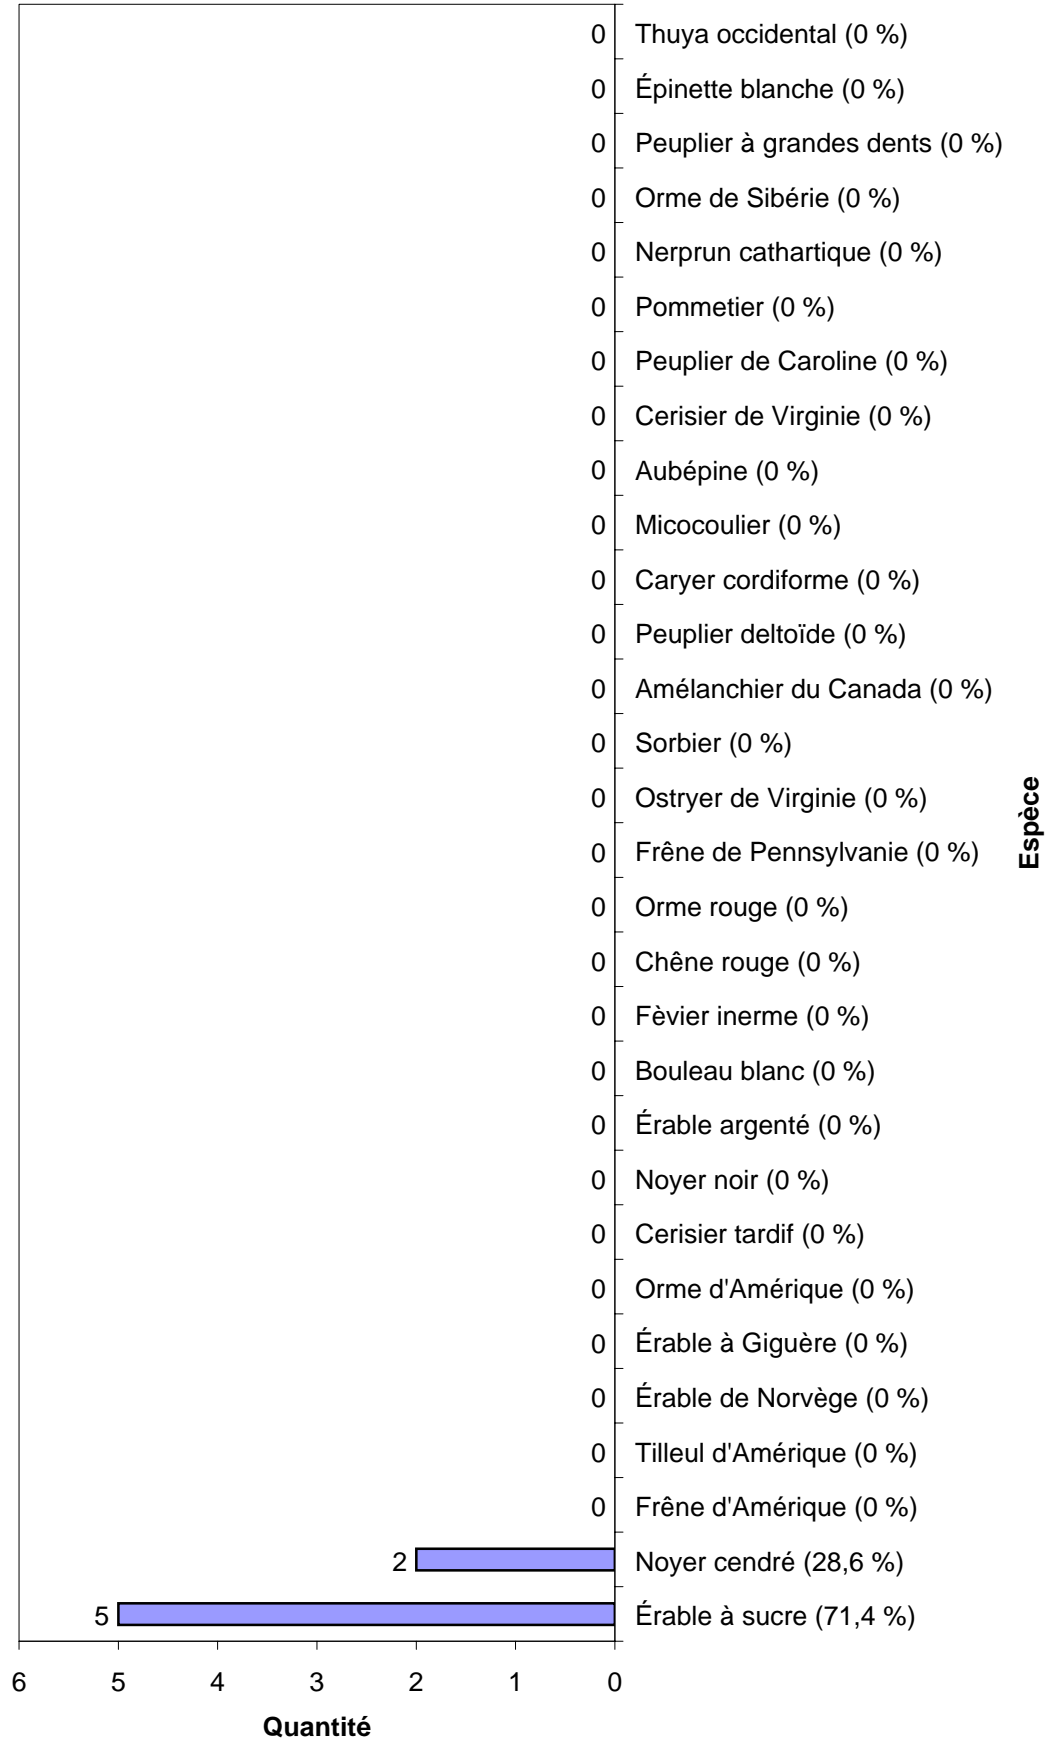 0 Thuya occidental (0 %)
0 Épinette blanche (0 %)
0 Peuplier à grandes dents (0 %)
0 Orme de Sibérie (0 %)
0 Nerprun cathartique (0 %)
0 Pommetier (0 %)
0 Peuplier de Caroline (0 %)
0 Cerisier de Virginie (0 %)
0 Aubépine (0 %)
0 Micocoulier (0 %)
0 Caryer cordiforme (0 %)
0 Peuplier deltoïde (0 %)
0 Amélanchier du Canada (0 %)
0 Sorbier (0 %)
0 Ostryer de Virginie (0 %)
0 Frêne de Pennsylvanie (0 %)
0 Orme rouge (0 %)
0 Chêne rouge (0 %)
0 Fèvier inerme (0 %)
0 Bouleau blanc (0 %)
0 Érable argenté (0 %)
0 Noyer noir (0 %)
0 Cerisier tardif (0 %)
0 Orme d'Amérique (0 %)
0 Érable à Giguère (0 %)
0 Érable de Norvège (0 %)
0 Tilleul d'Amérique (0 %)
0 Frêne d'Amérique (0 %)
2 Noyer cendré (28,6 %)
5 Érable à sucre (71,4 %)
Espèce
6 5 4 3 2 1 0
Quantité